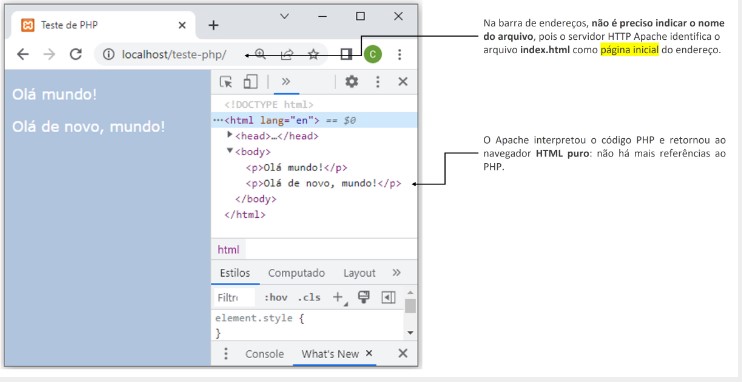 Teste de PHP
localhost/teste-php/
C
Olá mundo!
Olá de novo, mundo!
<!DOCTYPE html>
<html lang="en"> == $0
<head>…</head>
<body>
<p>Olá mundo!</p>
<p>Olá de novo, mundo!</p>
</body>
</html>
html
Estilos Computado Layout »
Filtr :hov .cls +
element.style {
}
Console What's New ×
Na barra de endereços, não é preciso indicar o nome
do arquivo, pois o servidor HTTP Apache identifica o
arquivo index.html como página inicial do endereço.
O Apache interpretou o código PHP e retornou ao
navegador HTML puro: não há mais referências ao
PHP.